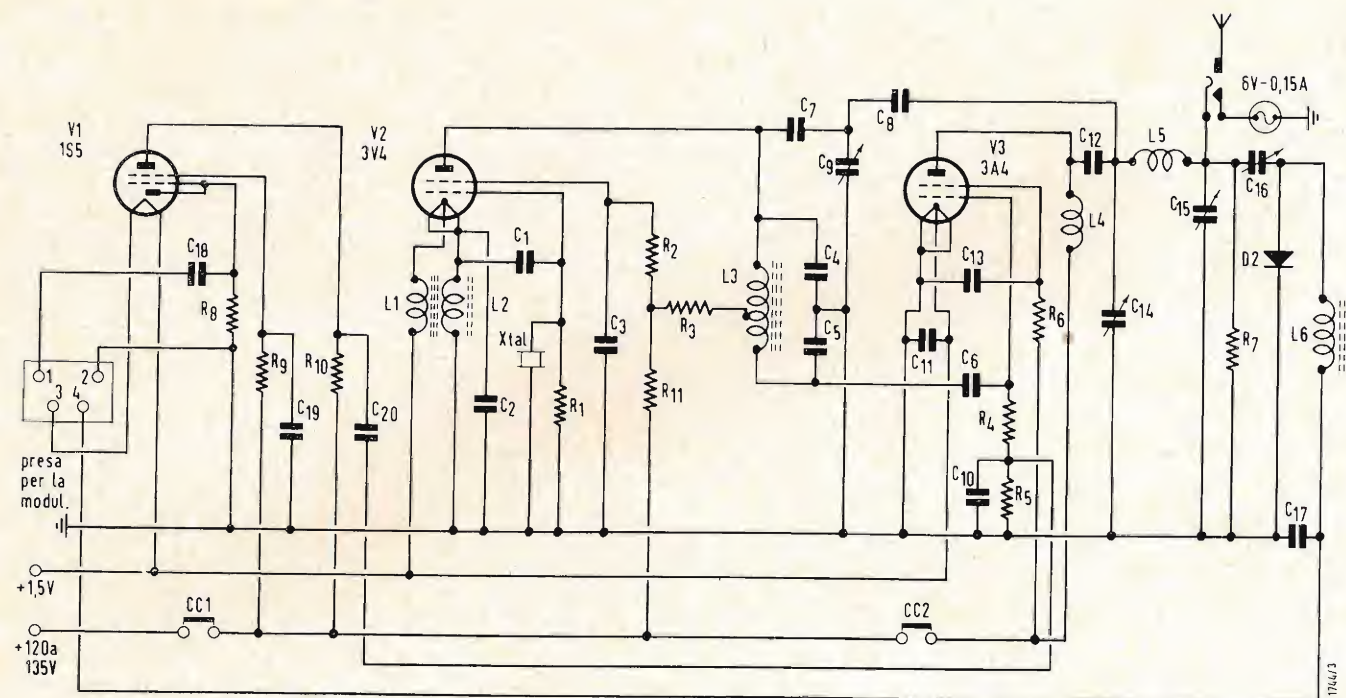 V1
1S5
V2
3V4
V3
3A4
6V-0,15A
C7
C8
C9
C12
L5
C16
C15
D2
C18
C1
R2
L3
C4
C13
L4
R8
L1
L2
R3
C5
R6
C14
R7
L6
Xtal
C3
C11
C6
R9
R10
C2
R1
R11
R4
1
2
3
4
C19
C20
C10
R5
C17
presa
per la
modul.
+1,5V
CC1
CC2
+120a
135V
1744/3